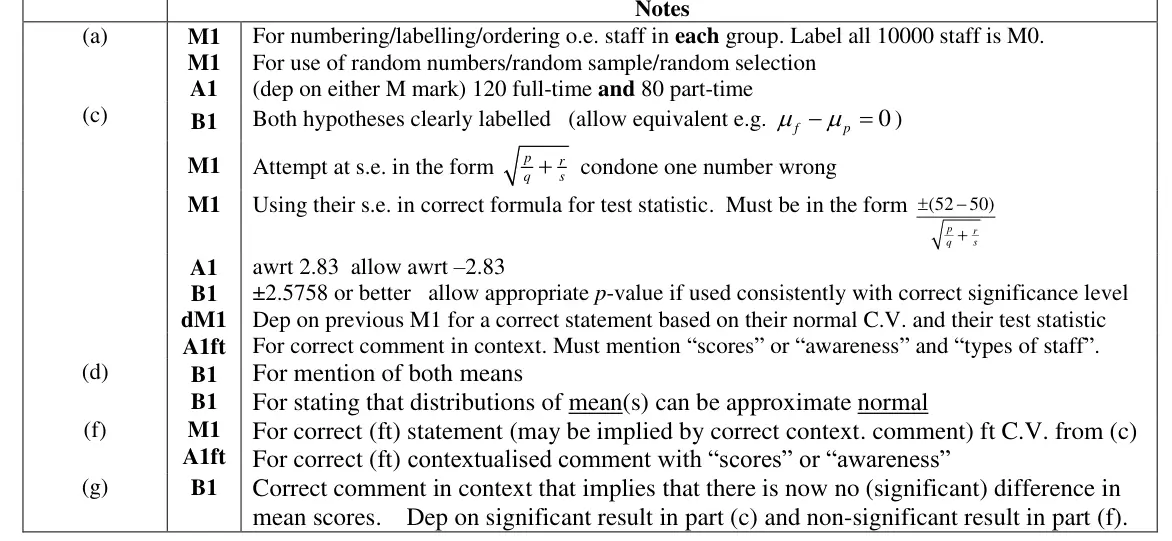 Notes
(a) M1 For numbering/labelling/ordering o.e. staff in each group. Label all 10000 staff is M0.
M1 For use of random numbers/random sample/random selection
A1 (dep on either M mark) 120 full-time and 80 part-time
(c) B1 Both hypotheses clearly labelled (allow equivalent e.g. μf − μp = 0 )
M1 Attempt at s.e. in the form √(p/q + r/s) condone one number wrong
M1 Using their s.e. in correct formula for test statistic. Must be in the form ±(52−50)/√(p/q + r/s)
A1 awrt 2.83 allow awrt –2.83
B1 ±2.5758 or better allow appropriate p-value if used consistently with correct significance level
dM1 Dep on previous M1 for a correct statement based on their normal C.V. and their test statistic
A1ft For correct comment in context. Must mention “scores” or “awareness” and “types of staff”.
(d) B1 For mention of both means
B1 For stating that distributions of mean(s) can be approximate normal
(f) M1 For correct (ft) statement (may be implied by correct context. comment) ft C.V. from (c)
A1ft For correct (ft) contextualised comment with “scores” or “awareness”
(g) B1 Correct comment in context that implies that there is now no (significant) difference in
mean scores. Dep on significant result in part (c) and non-significant result in part (f).